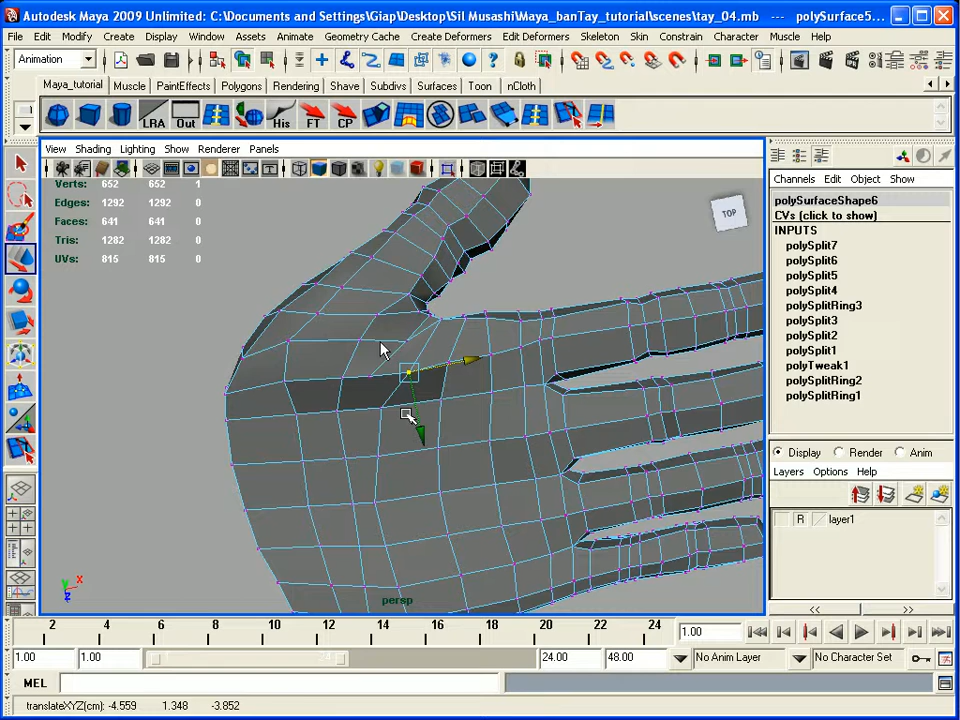 Autodesk Maya 2009 Unlimited: C:\Documents and Settings\Giap\Desktop\Sil Musashi\Maya_banTay_tutorial\scenes\tay_04.mb --- polySurface5...
File Edit Modify Create Display Window Assets Animate Geometry Cache Create Deformers Edit Deformers Skeleton Skin Constrain Character Muscle Help
Animation
Maya_tutorial Muscle PaintEffects Polygons Rendering Shave Subdivs Surfaces Toon nCloth
LRA Out His FT CP
View Shading Lighting Show Renderer Panels
Channels Edit Object Show
Verts: 652 652 1
Edges: 1292 1292 0
Faces: 641 641 0
Tris: 1282 1282 0
UVs: 815 815 0
TOP
polySurfaceShape6
CVs (click to show)
INPUTS
polySplit7
polySplit6
polySplit5
polySplit4
polySplitRing3
polySplit3
polySplit2
polySplit1
polyTweak1
polySplitRing2
polySplitRing1
Display Render Anim
Layers Options Help
R layer1
y x
z
persp
<< >>
2 4 6 8 10 12 14 16 18 20 22 24
1.00
1.00 1.00 24.00 48.00 No Anim Layer No Character Set
MEL
translateXYZ(cm): -4.559 1.348 -3.852